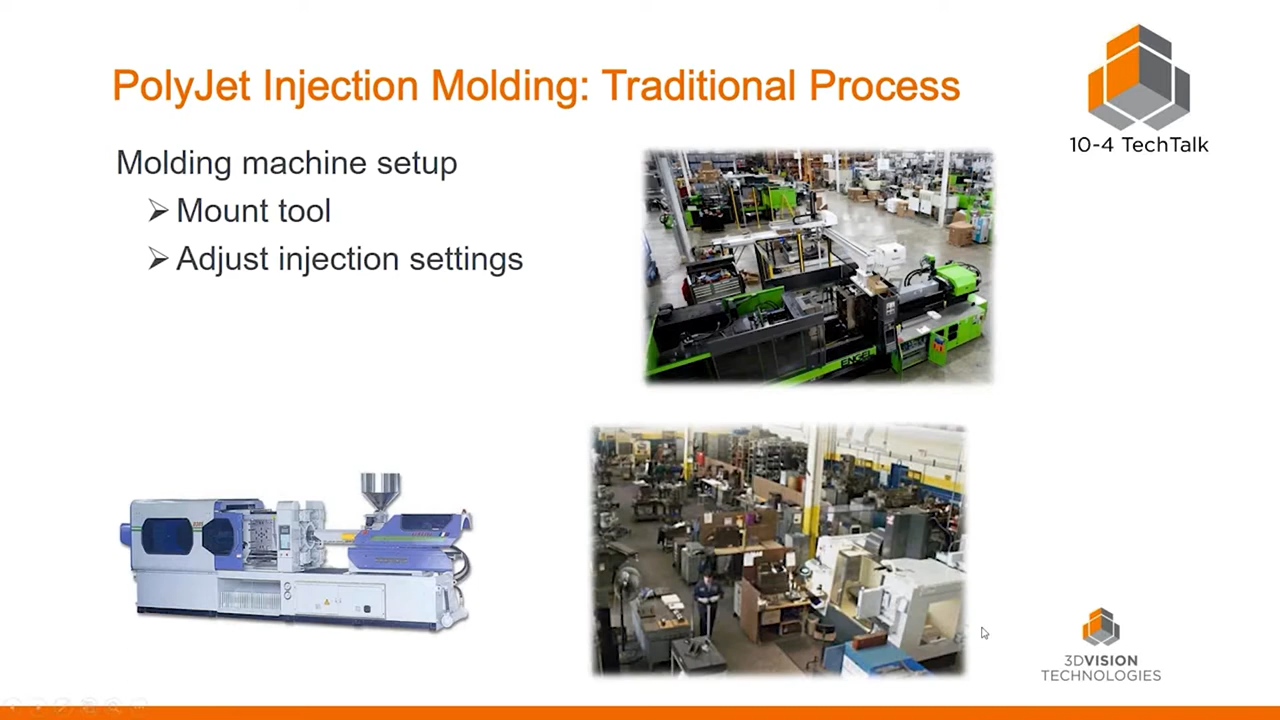 PolyJet Injection Molding: Traditional Process
10-4 TechTalk
Molding machine setup
Mount tool
Adjust injection settings
ENGEL
3DVISION
TECHNOLOGIES